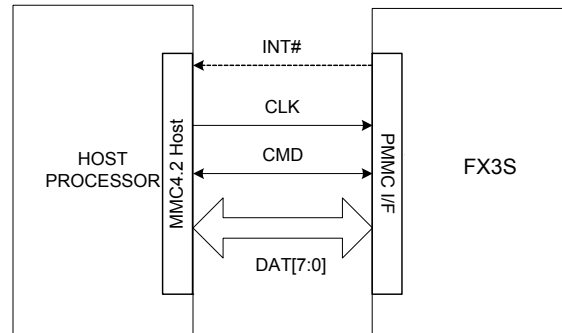 INT#
CLK
CMD
DAT[7:0]
HOST
PROCESSOR
MMC4.2 Host
PMMC I/F
FX3S